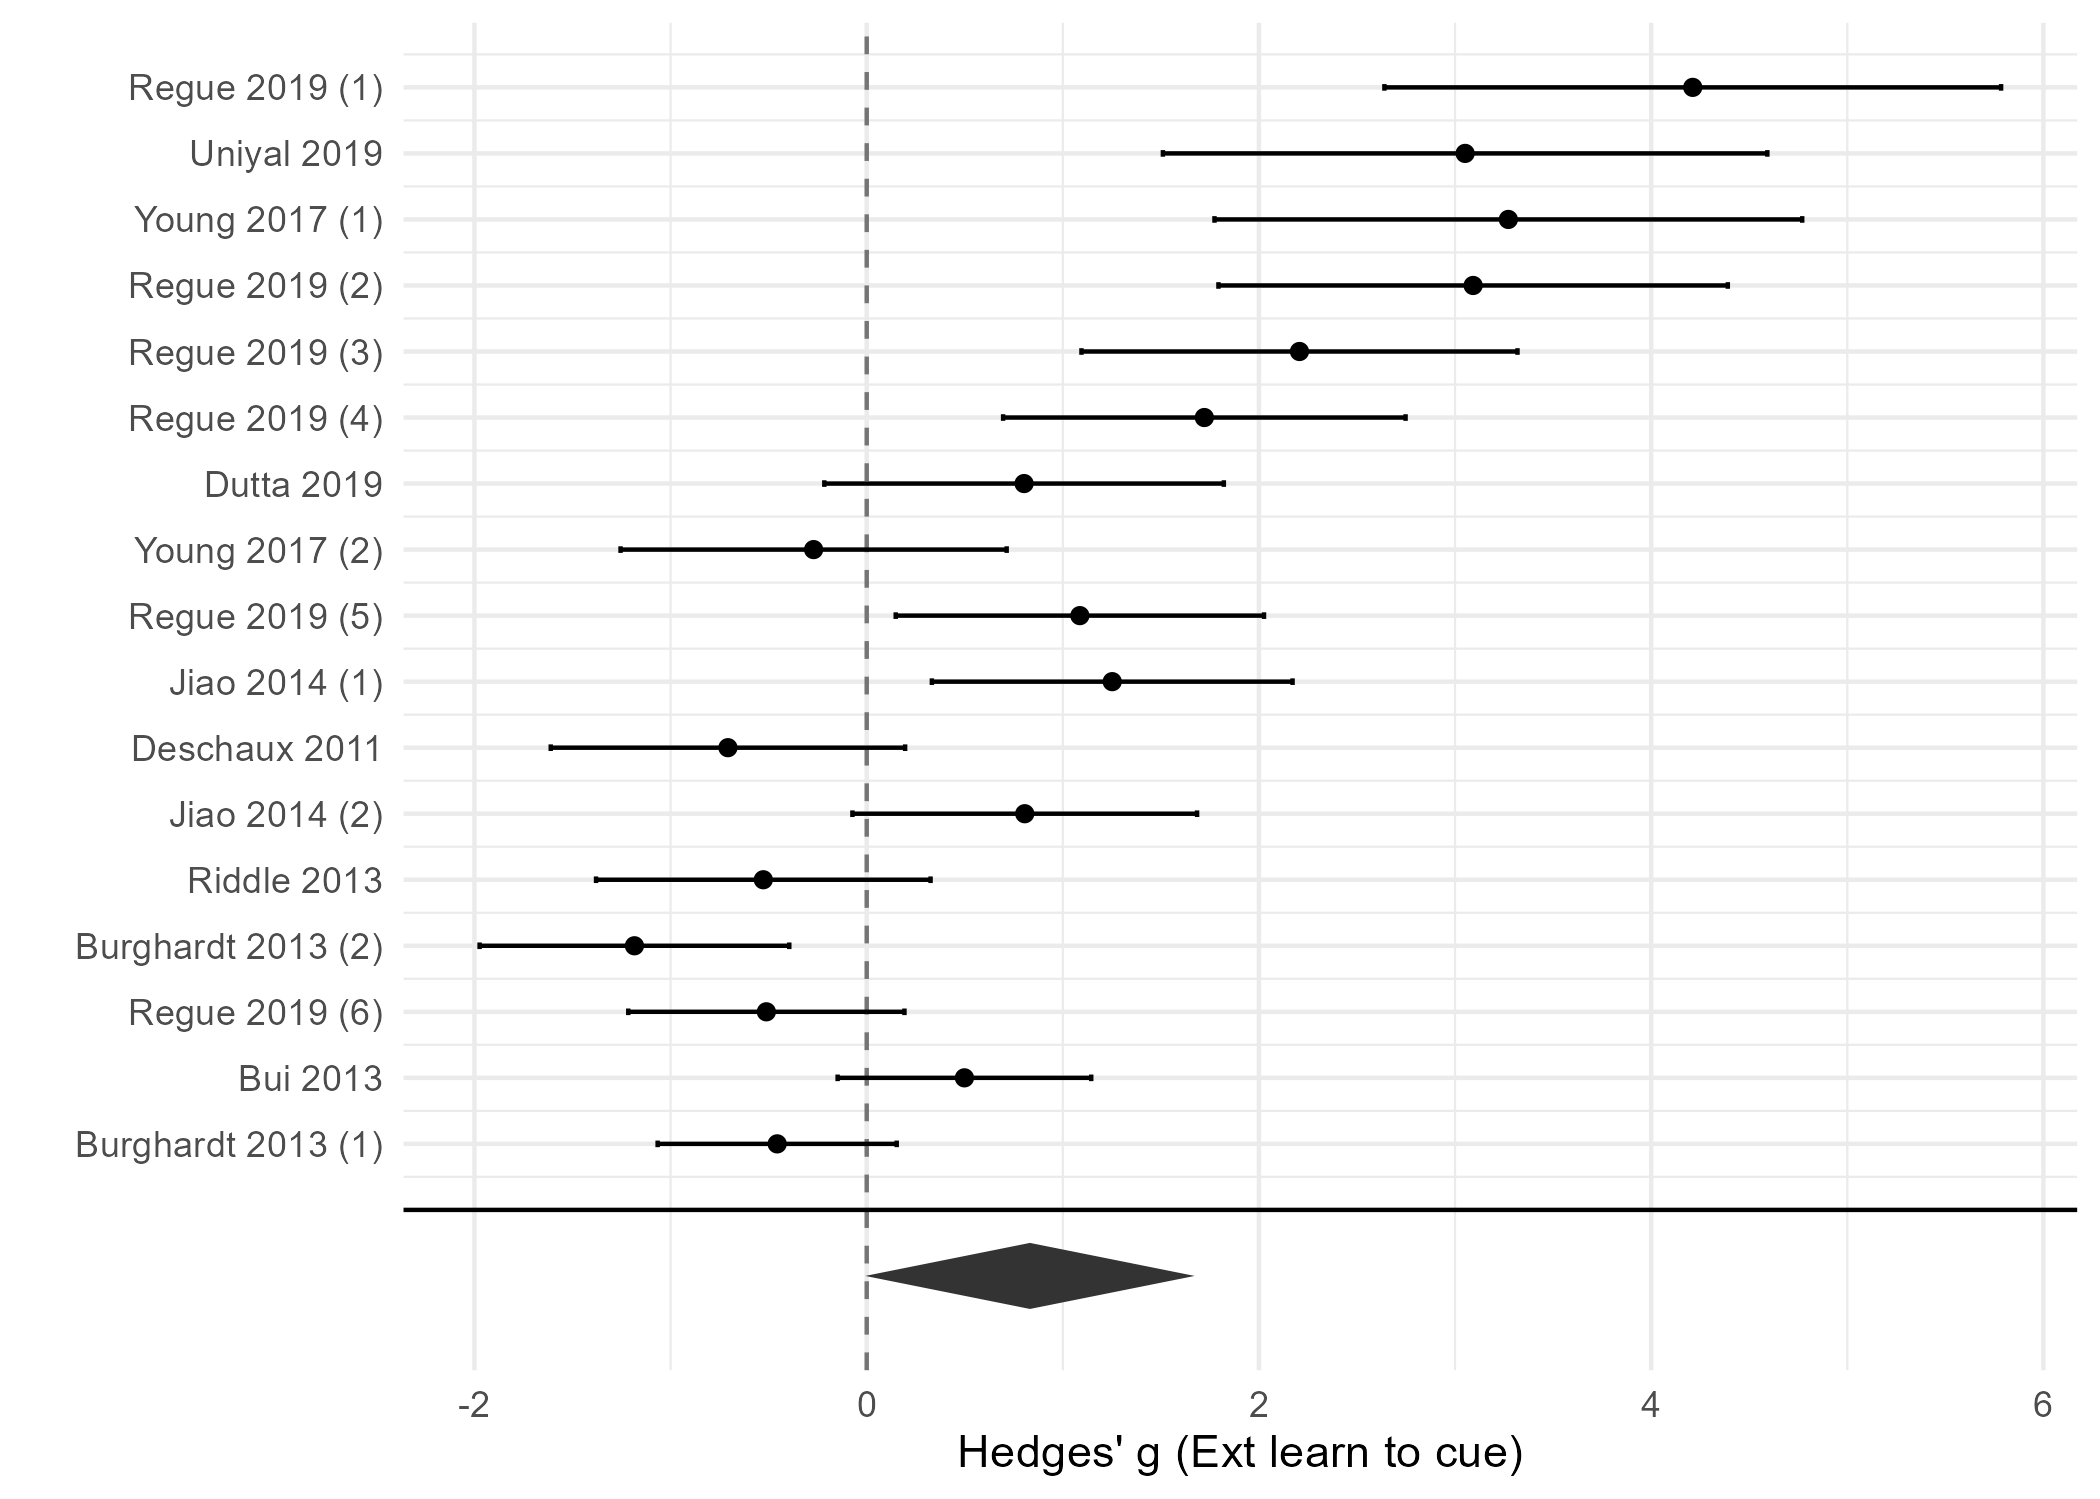 Regue 2019 (1)
Uniyal 2019
Young 2017 (1)
Regue 2019 (2)
Regue 2019 (3)
Regue 2019 (4)
Dutta 2019
Young 2017 (2)
Regue 2019 (5)
Jiao 2014 (1)
Deschaux 2011
Jiao 2014 (2)
Riddle 2013
Burghardt 2013 (2)
Regue 2019 (6)
Bui 2013
Burghardt 2013 (1)
-2 0 2 4 6
Hedges' g (Ext learn to cue)